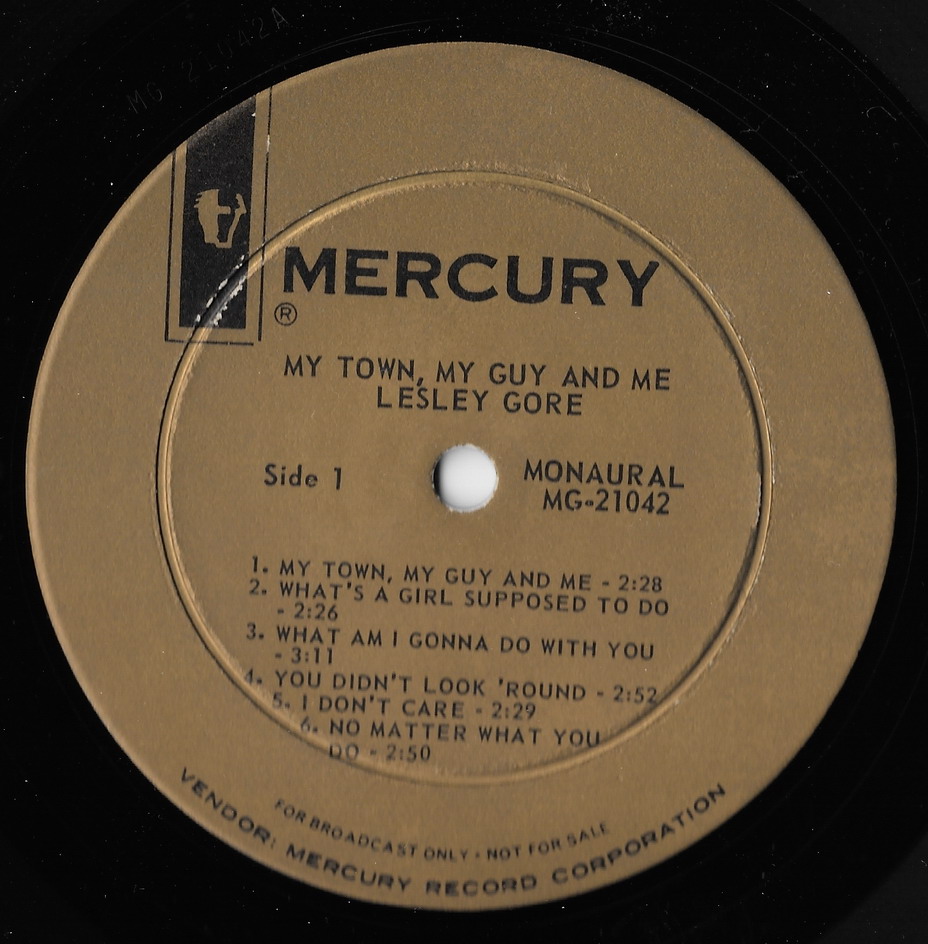 MG 21042A
MERCURY
®
MY TOWN, MY GUY AND ME
LESLEY GORE
Side 1
MONAURAL
MG-21042
1. MY TOWN, MY GUY AND ME - 2:28
2. WHAT'S A GIRL SUPPOSED TO DO
- 2:26
3. WHAT AM I GONNA DO WITH YOU
- 3:11
4. YOU DIDN'T LOOK 'ROUND - 2:52
5. I DON'T CARE - 2:29
6. NO MATTER WHAT YOU
DO - 2:50
FOR BROADCAST ONLY - NOT FOR SALE
VENDOR: MERCURY RECORD CORPORATION